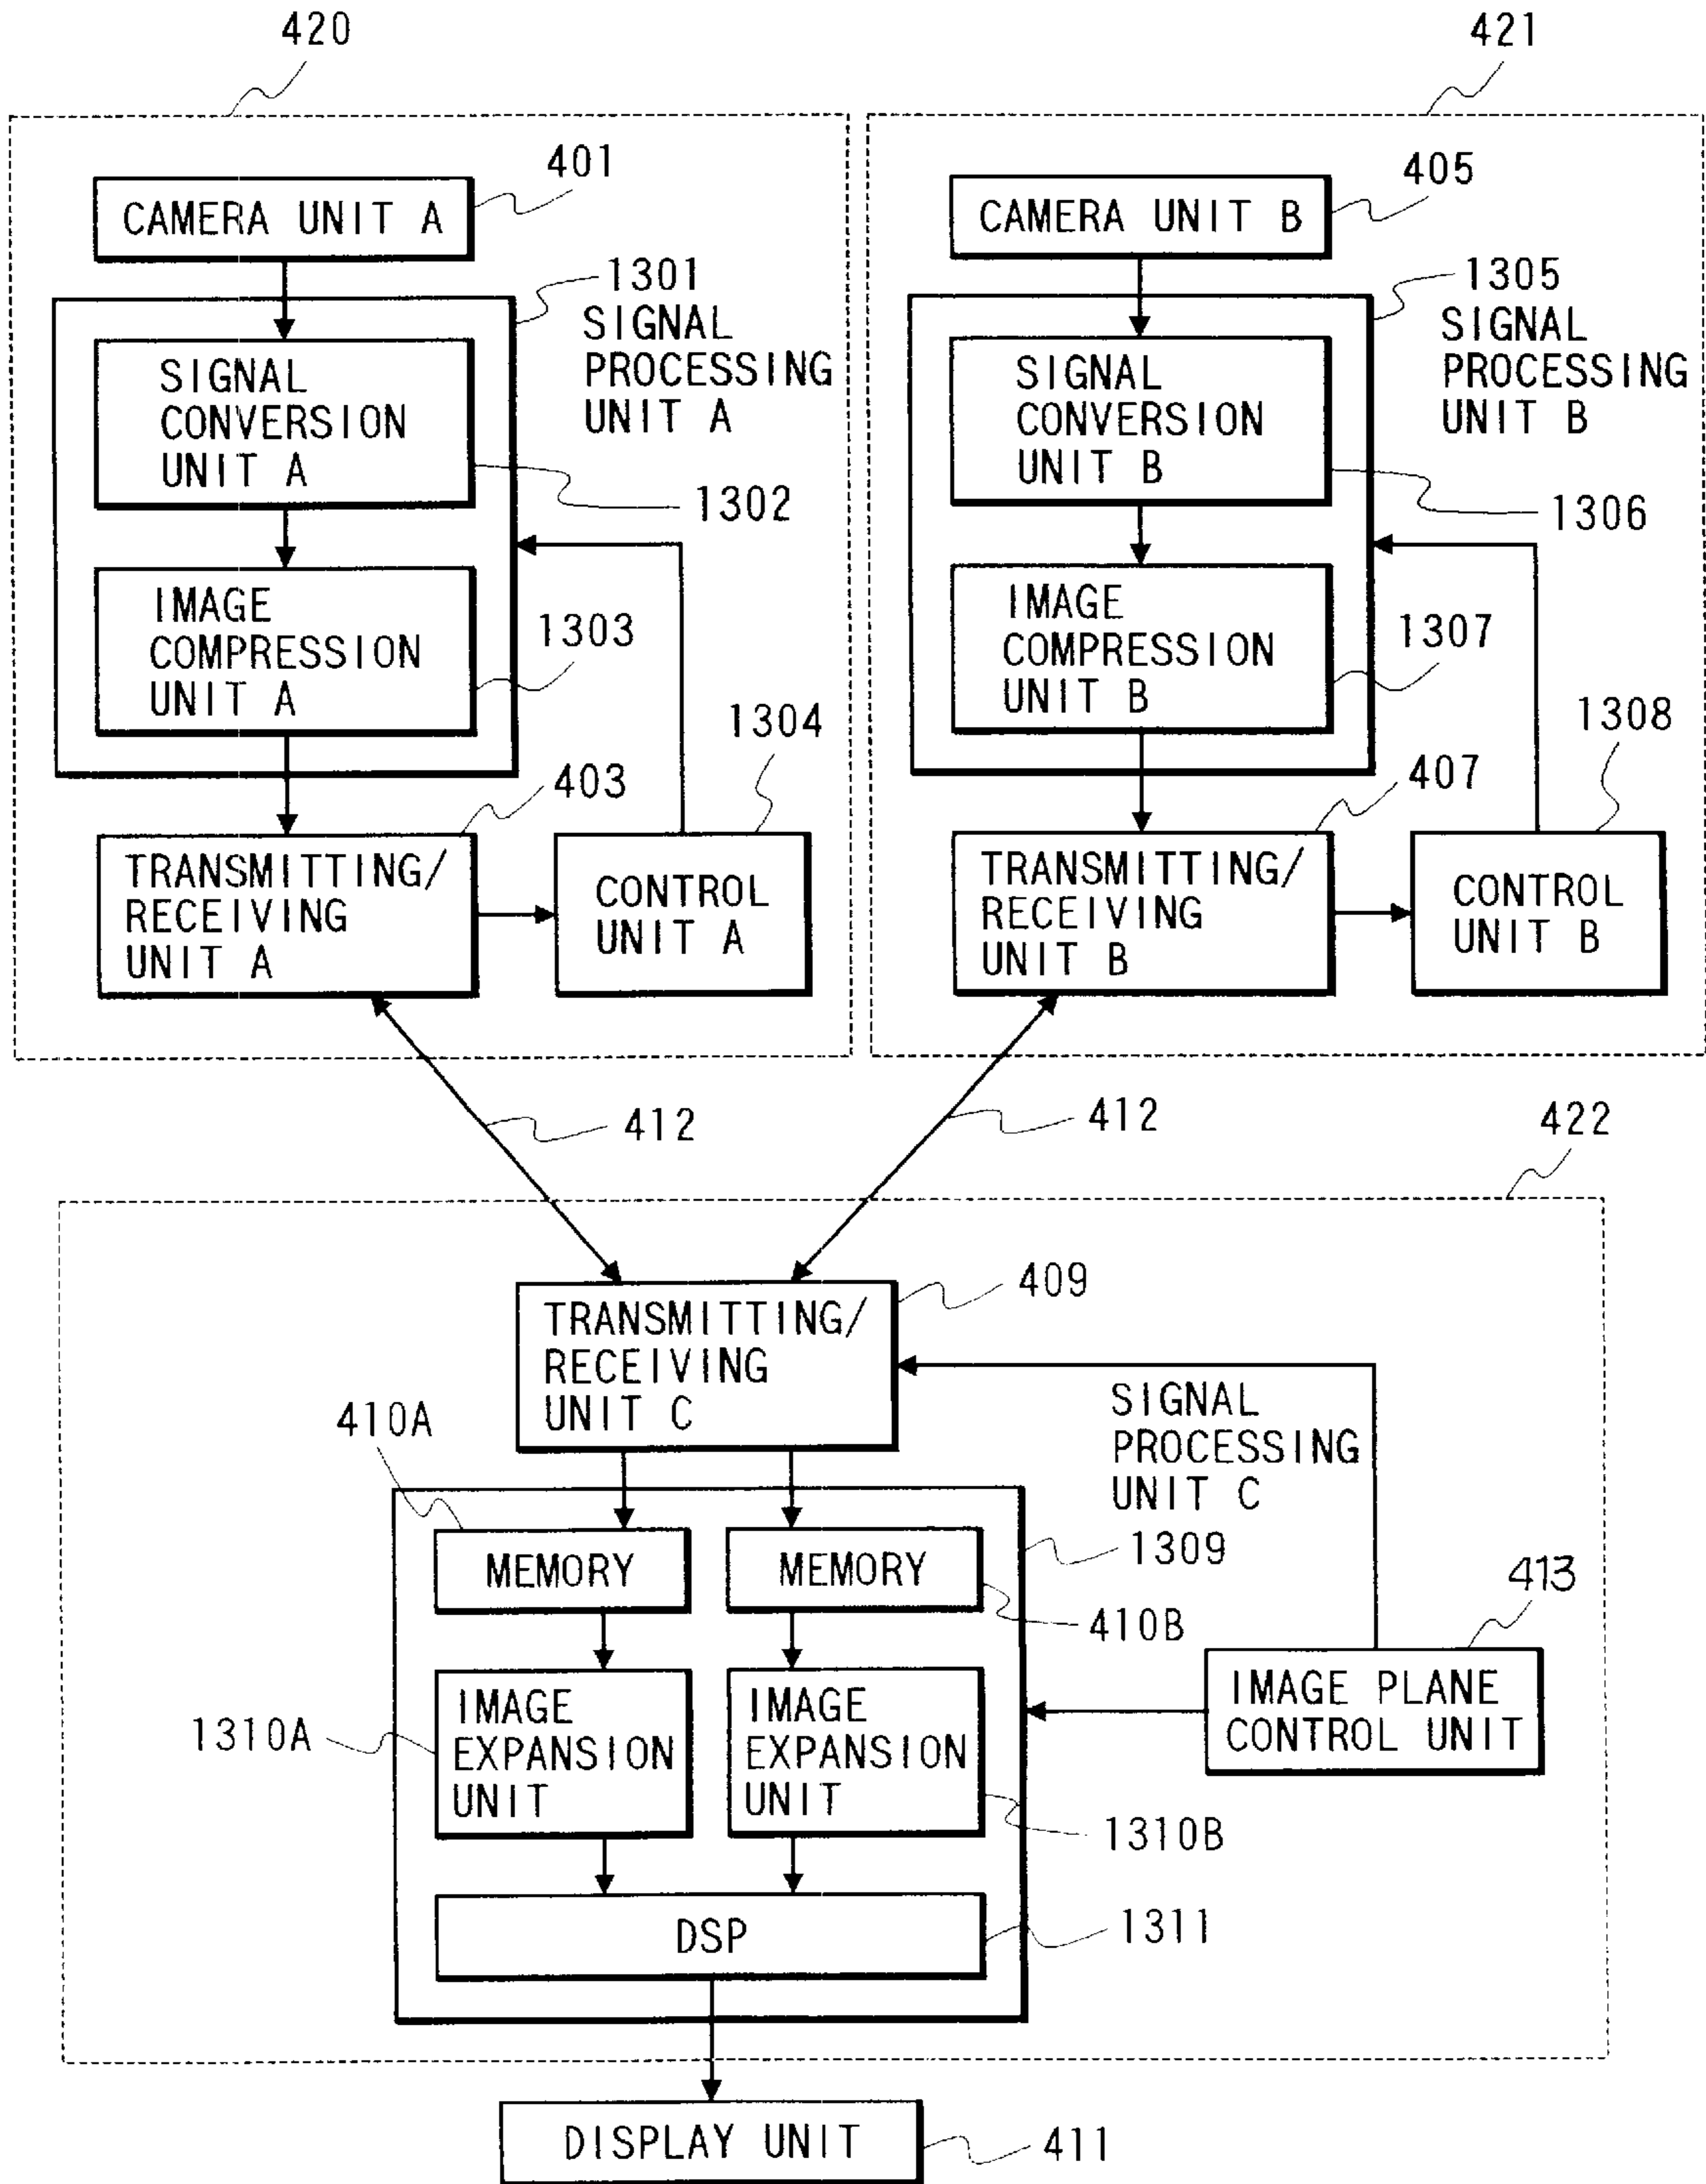 420
421
401
CAMERA UNIT A
405
CAMERA UNIT B
1301
SIGNAL
PROCESSING
UNIT A
1305
SIGNAL
PROCESSING
UNIT B
SIGNAL
CONVERSION
UNIT A
1302
SIGNAL
CONVERSION
UNIT B
1306
IMAGE
COMPRESSION
UNIT A
1303
IMAGE
COMPRESSION
UNIT B
1307
1304
1308
403
407
TRANSMITTING/
RECEIVING
UNIT A
CONTROL
UNIT A
TRANSMITTING/
RECEIVING
UNIT B
CONTROL
UNIT B
412
412
422
409
TRANSMITTING/
RECEIVING
UNIT C
410A
SIGNAL
PROCESSING
UNIT C
1309
MEMORY
MEMORY
410B
413
IMAGE PLANE
CONTROL UNIT
1310A
IMAGE
EXPANSION
UNIT
IMAGE
EXPANSION
UNIT
1310B
DSP
1311
DISPLAY UNIT
411